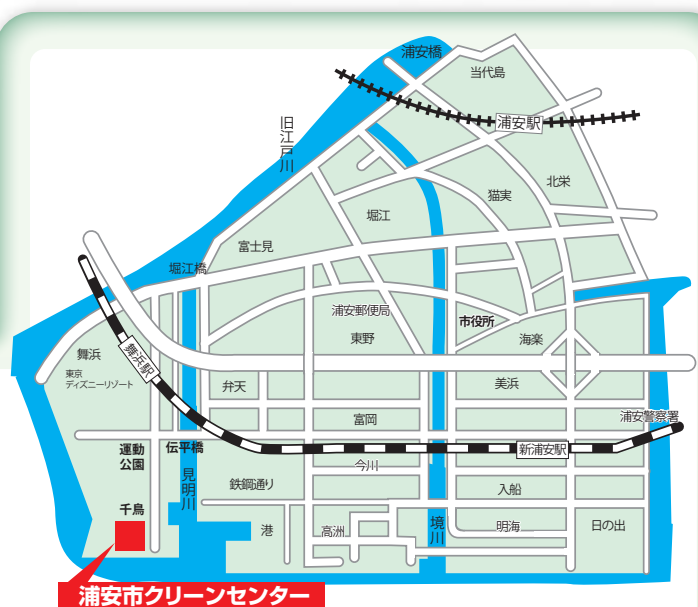 浦安橋
当代島
浦安駅
旧江戸川
北栄
猫実
堀江
富士見
堀江橋
浦安郵便局
市役所
東野
海楽
舞浜
舞浜駅
東京
ディズニーリゾート
弁天
美浜
富岡
浦安警察署
運動
公園
伝平橋
新浦安駅
今川
見明川
鉄鋼通り
入船
千鳥
港
高洲
境川
明海
日の出
浦安市クリーンセンター